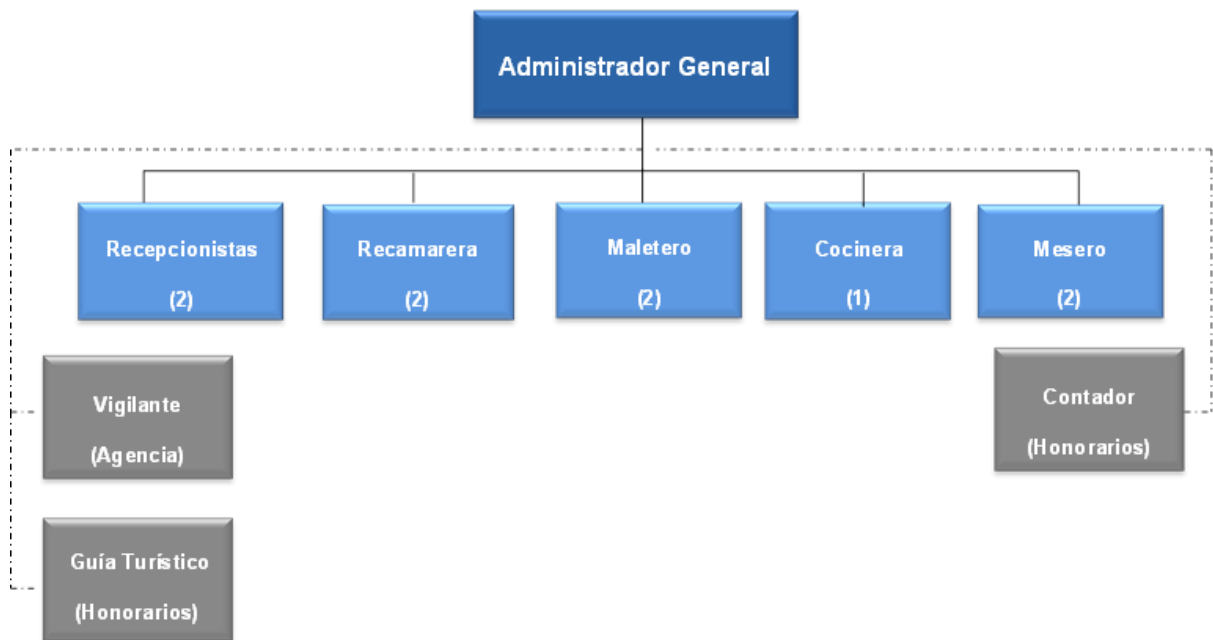 Administrador General
Recepcionistas
(2)
Recamarera
(2)
Maletero
(2)
Cocinera
(1)
Mesero
(2)
Vigilante
(Agencia)
Contador
(Honorarios)
Guía Turístico
(Honorarios)